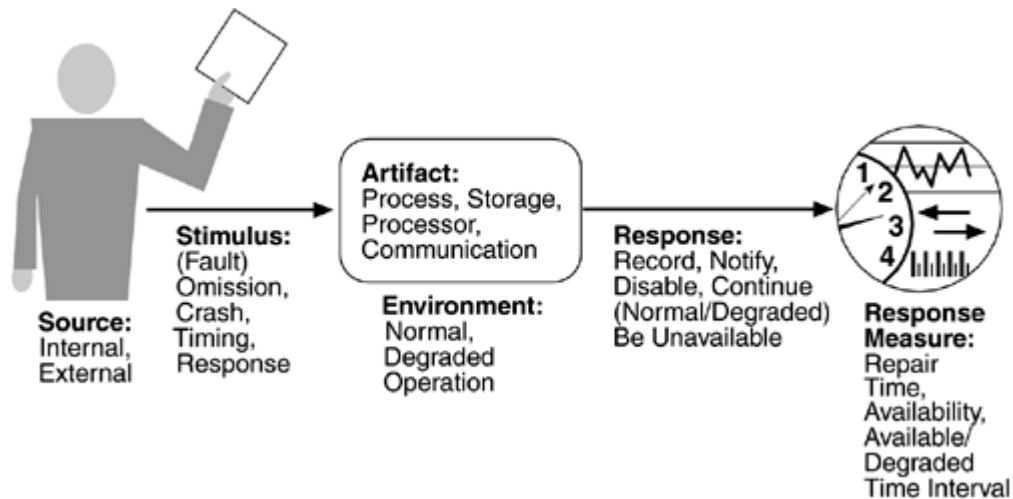 Source:
Internal,
External
Stimulus:
(Fault)
Omission,
Crash,
Timing,
Response
Artifact:
Process, Storage,
Processor,
Communication
Environment:
Normal,
Degraded
Operation
Response:
Record, Notify,
Disable, Continue
(Normal/Degraded)
Be Unavailable
1
2
3
4
Response
Measure:
Repair
Time,
Availability,
Available/
Degraded
Time Interval